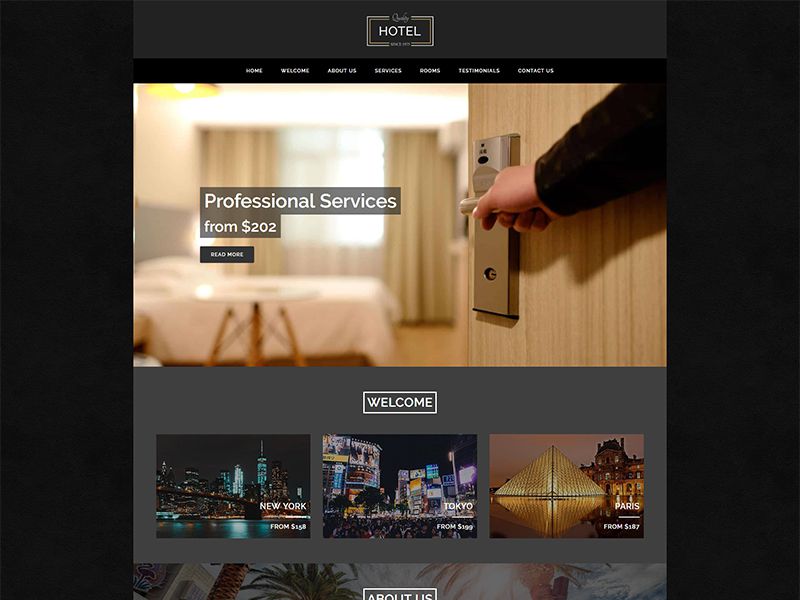 Quality
HOTEL
SINCE 1973
HOME WELCOME ABOUT US SERVICES ROOMS TESTIMONIALS CONTACT US
Professional Services
from $202
READ MORE
WELCOME
NEW YORK
FROM $158
TOKYO
FROM $199
PARIS
FROM $187
ABOUT US